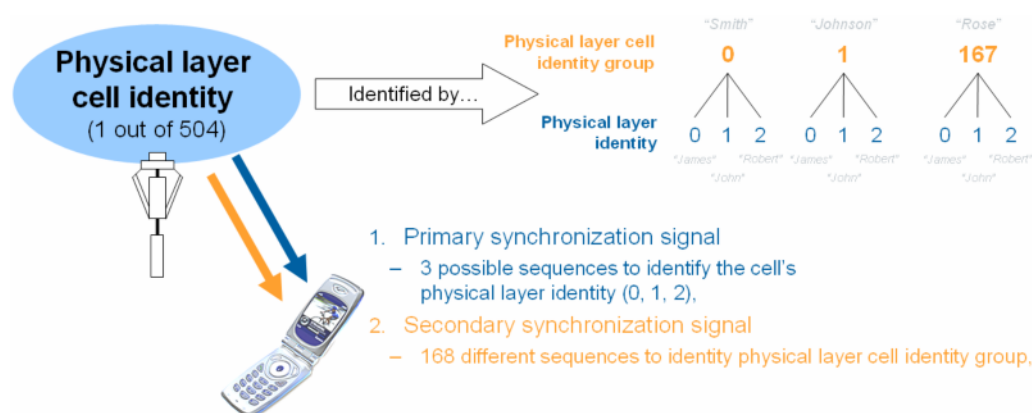 Physical layer
cell identity
(1 out of 504)
Identified by…
Physical layer cell
identity group
"Smith" "Johnson" "Rose"
0 1 167
Physical layer
identity
0 1 2 0 1 2 0 1 2
"James" "Robert" "James" "Robert" "James" "Robert"
"John" "John" "John"
1. Primary synchronization signal
– 3 possible sequences to identify the cell's
physical layer identity (0, 1, 2),
2. Secondary synchronization signal
– 168 different sequences to identity physical layer cell identity group,